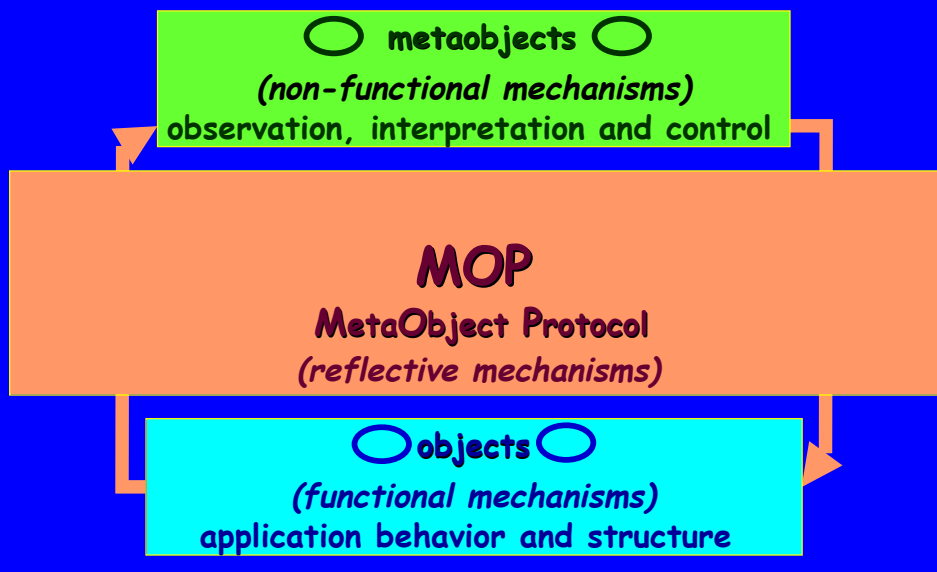 metaobjects
(non-functional mechanisms)
observation, interpretation and control
MOP
MetaObject Protocol
(reflective mechanisms)
objects
(functional mechanisms)
application behavior and structure